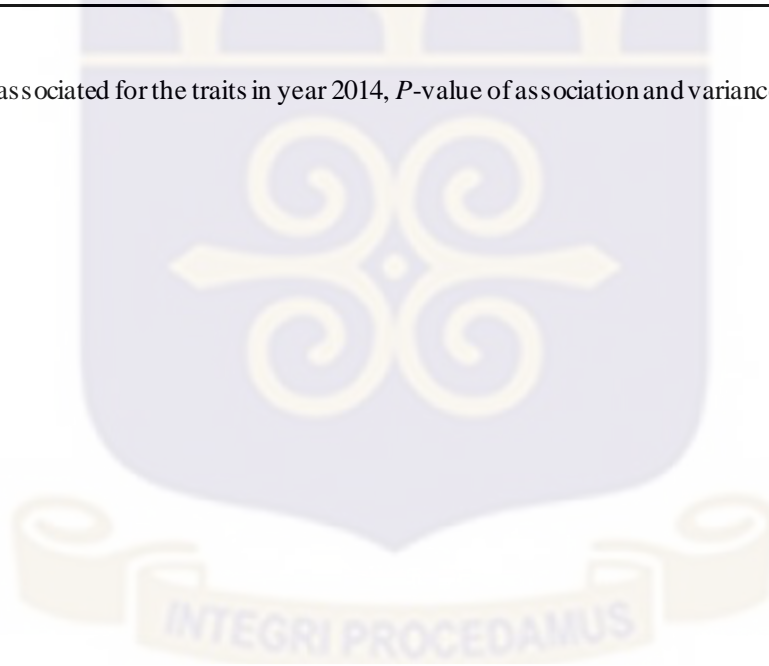 associated for the traits in year 2014, P-value of association and varianc
INTEGRI PROCEDAMUS